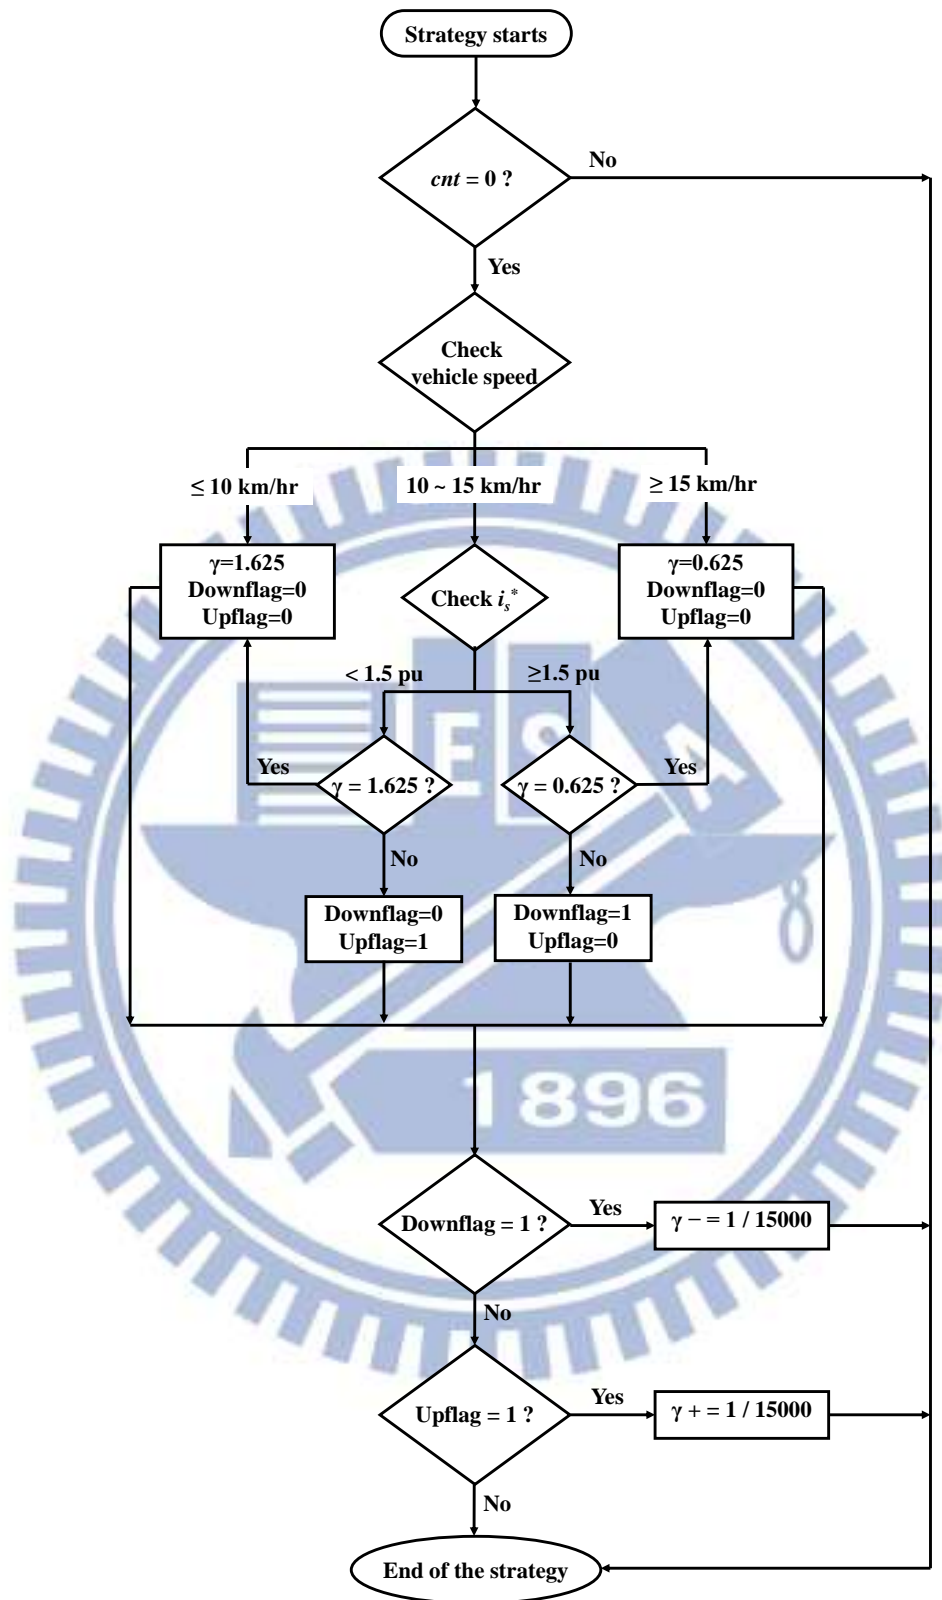 Strategy starts
cnt = 0 ?
No
Yes
Check
vehicle speed
≤ 10 km/hr
10 ~ 15 km/hr
≥ 15 km/hr
γ=1.625
Downflag=0
Upflag=0
Check i_s^*
γ=0.625
Downflag=0
Upflag=0
< 1.5 pu
≥1.5 pu
E S A
Yes
γ = 1.625 ?
γ = 0.625 ?
Yes
No
No
Downflag=0
Upflag=1
Downflag=1
Upflag=0
8
1896
Downflag = 1 ?
Yes
γ − = 1 / 15000
No
Upflag = 1 ?
Yes
γ + = 1 / 15000
No
End of the strategy